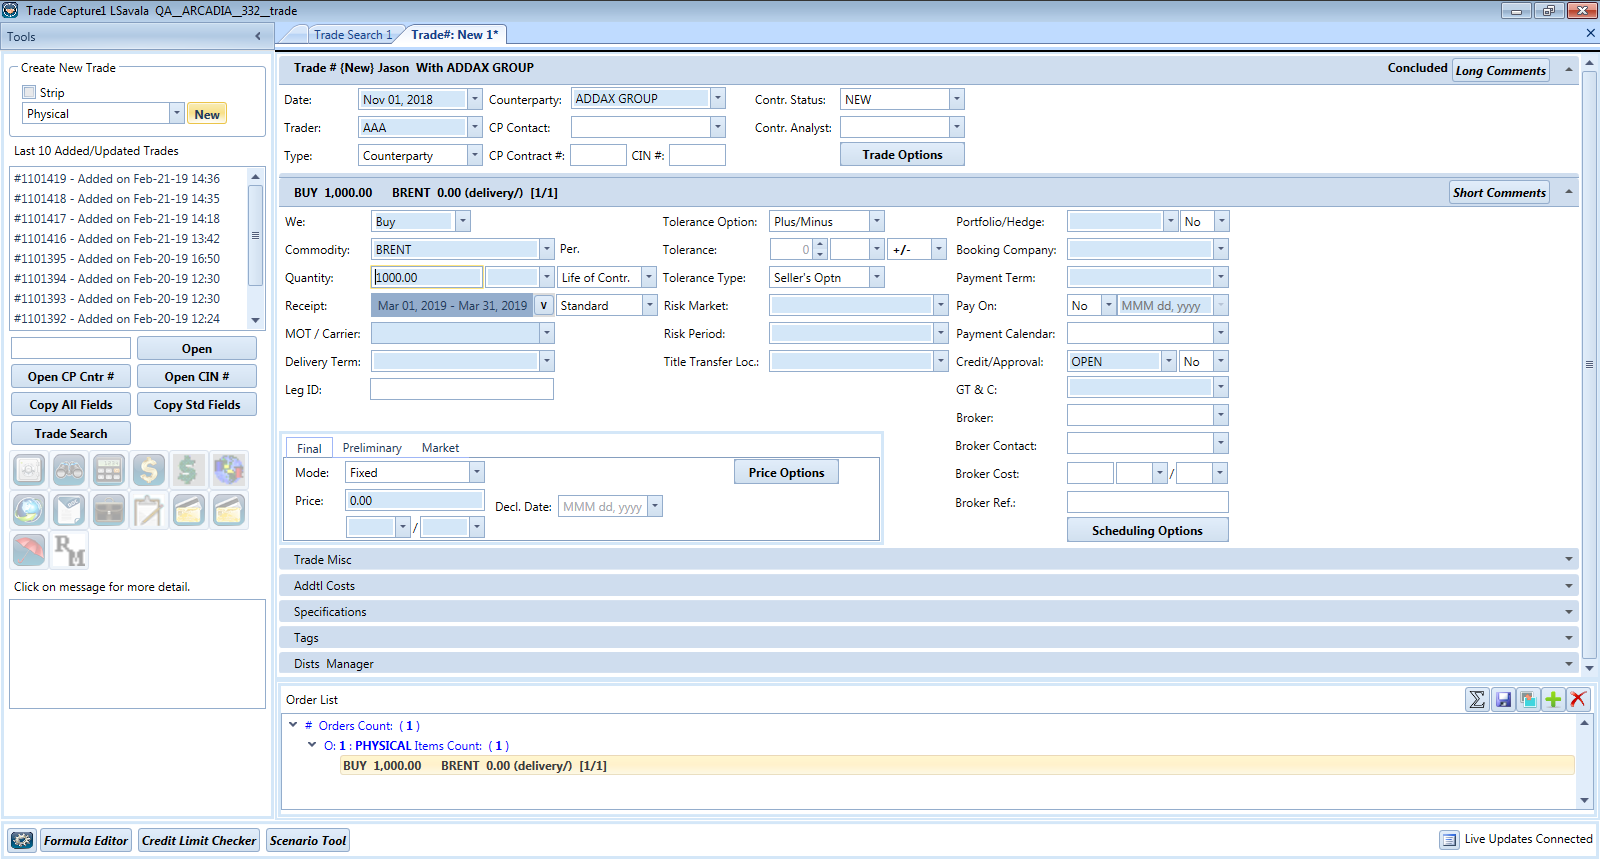 Trade Capture1 LSavala  QA__ARCADIA__332__trade
Tools
Trade Search 1
Trade#: New 1*
Create New Trade
Strip
Physical
New
Last 10 Added/Updated Trades
#1101419 - Added on Feb-21-19 14:36
#1101418 - Added on Feb-21-19 14:35
#1101417 - Added on Feb-21-19 14:18
#1101416 - Added on Feb-21-19 13:42
#1101395 - Added on Feb-20-19 16:50
#1101394 - Added on Feb-20-19 12:30
#1101393 - Added on Feb-20-19 12:30
#1101392 - Added on Feb-20-19 12:24
Open
Open CP Cntr #
Open CIN #
Copy All Fields
Copy Std Fields
Trade Search
RM
Click on message for more detail.
Trade # {New} Jason  With ADDAX GROUP
Concluded
Long Comments
Date: Nov 01, 2018 Counterparty: ADDAX GROUP Contr. Status: NEW
Trader: AAA CP Contact: Contr. Analyst:
Type: Counterparty CP Contract #: CIN #: Trade Options
BUY  1,000.00      BRENT  0.00 (delivery/)  [1/1]
Short Comments
We: Buy Tolerance Option: Plus/Minus Portfolio/Hedge: No
Commodity: BRENT Per. Tolerance: 0 +/- Booking Company:
Quantity: 1000.00 Life of Contr. Tolerance Type: Seller's Optn Payment Term:
Receipt: Mar 01, 2019 - Mar 31, 2019 v Standard Risk Market: Pay On: No MMM dd, yyyy
MOT / Carrier: Risk Period: Payment Calendar:
Delivery Term: Title Transfer Loc.: Credit/Approval: OPEN No
Leg ID: GT & C:
Broker:
Broker Contact:
Broker Cost: /
Broker Ref.:
Scheduling Options
Final Preliminary Market
Mode: Fixed Price Options
Price: 0.00 Decl. Date: MMM dd, yyyy
/
Trade Misc
Addtl Costs
Specifications
Tags
Dists  Manager
Order List
Σ
#  Orders Count:  ( 1 )
O: 1 : PHYSICAL Items Count:  ( 1 )
BUY  1,000.00      BRENT  0.00 (delivery/)  [1/1]
Formula Editor
Credit Limit Checker
Scenario Tool
Live Updates Connected